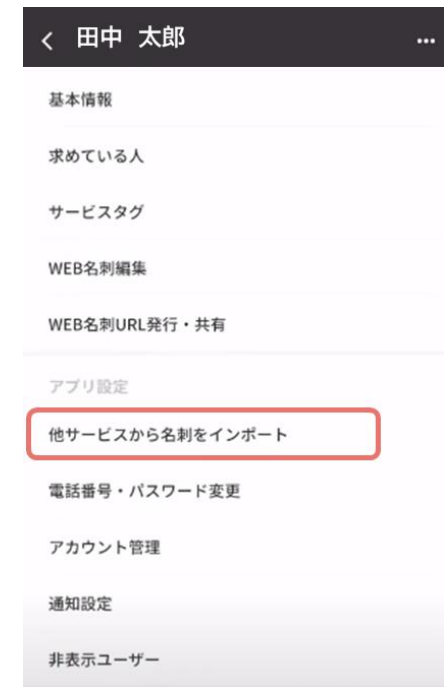 田中 太郎
基本情報
求めている人
サービスタグ
WEB名刺編集
WEB名刺URL発行・共有
アプリ設定
他サービスから名刺をインポート
電話番号・パスワード変更
アカウント管理
通知設定
非表示ユーザー